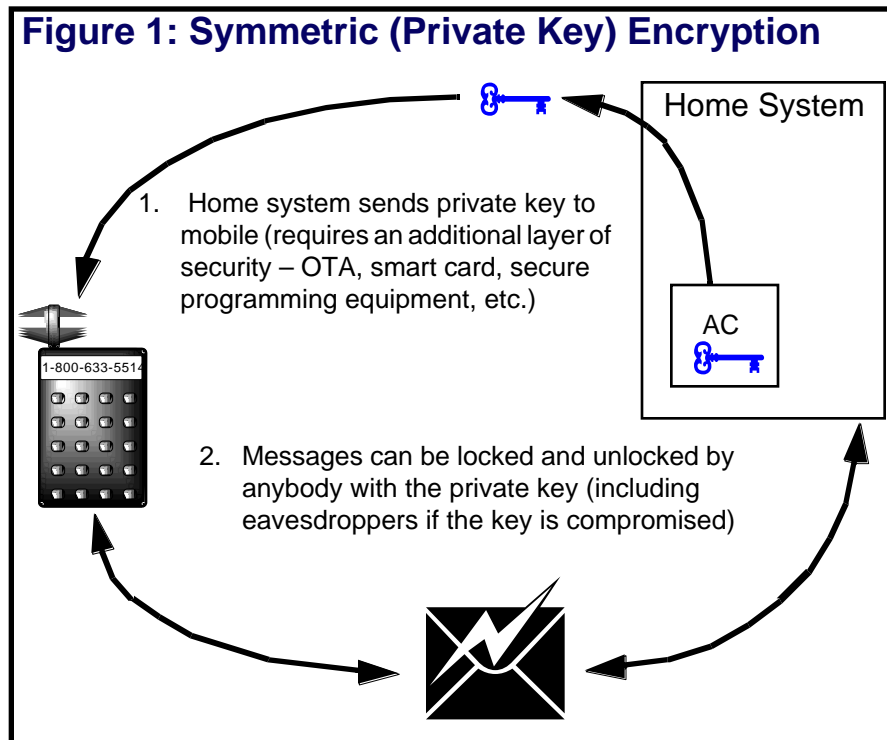 Figure 1: Symmetric (Private Key) Encryption
Home System
1. Home system sends private key to
mobile (requires an additional layer of
security – OTA, smart card, secure
programming equipment, etc.)
AC
1-800-633-5514
2. Messages can be locked and unlocked by
anybody with the private key (including
eavesdroppers if the key is compromised)